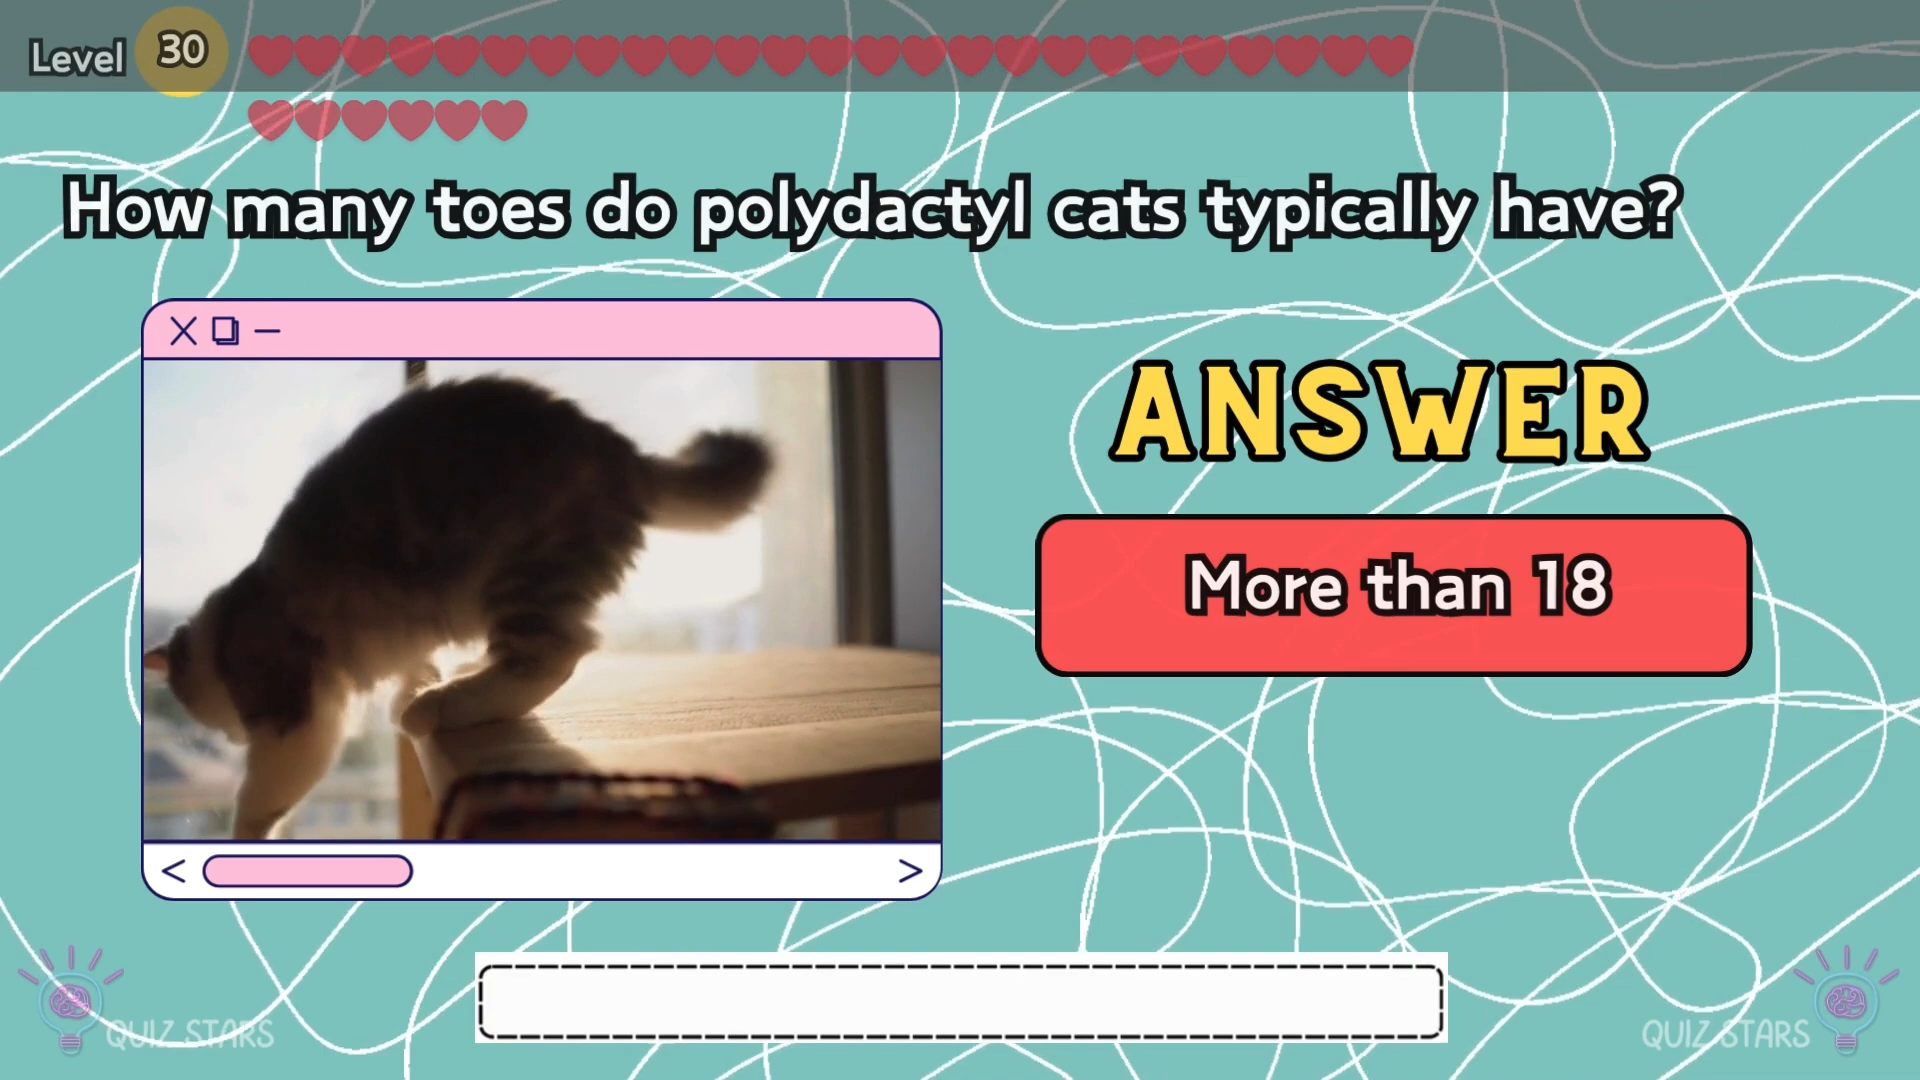 Level 30
How many toes do polydactyl cats typically have?
ANSWER
More than 18
QUIZ STARS
QUIZ STARS